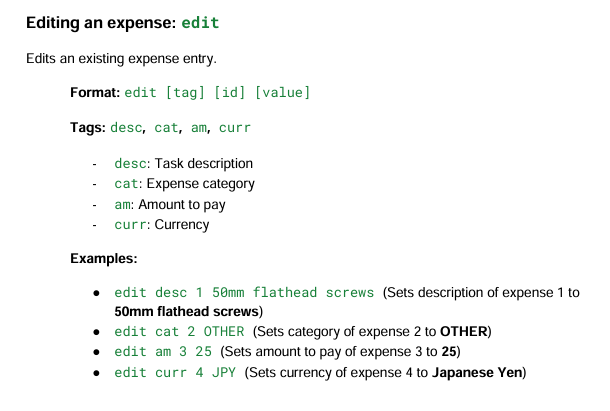 Editing an expense: edit
Edits an existing expense entry.
Format: edit [tag] [id] [value]
Tags: desc, cat, am, curr
- desc: Task description
- cat: Expense category
- am: Amount to pay
- curr: Currency
Examples:
● edit desc 1 50mm flathead screws (Sets description of expense 1 to
50mm flathead screws)
● edit cat 2 OTHER (Sets category of expense 2 to OTHER)
● edit am 3 25 (Sets amount to pay of expense 3 to 25)
● edit curr 4 JPY (Sets currency of expense 4 to Japanese Yen)